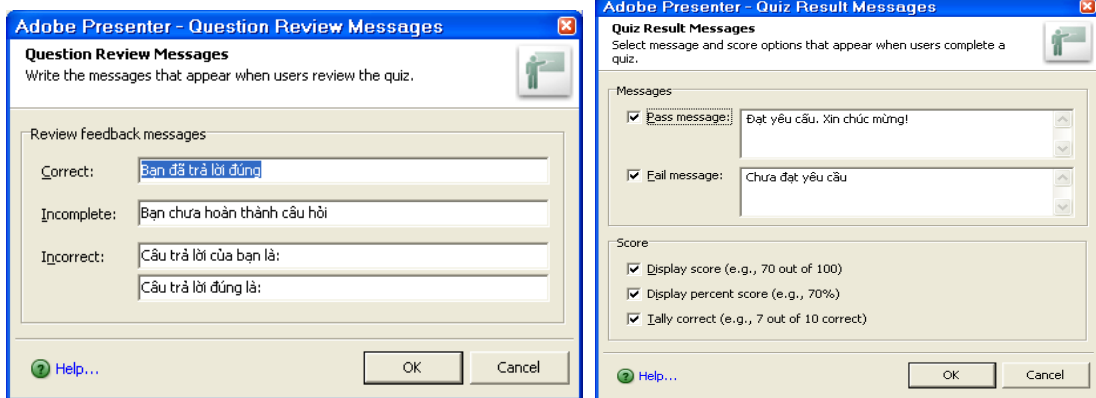 Adobe Presenter - Question Review Messages
Question Review Messages
Write the messages that appear when users review the quiz.
Review feedback messages
Correct:
Bạn đã trả lời đúng
Incomplete:
Bạn chưa hoàn thành câu hỏi
Incorrect:
Câu trả lời của bạn là:
Câu trả lời đúng là:
Help...
OK
Cancel
Adobe Presenter - Quiz Result Messages
Quiz Result Messages
Select message and score options that appear when users complete a
quiz.
Messages
Pass message:
Đạt yêu cầu. Xin chúc mừng!
Fail message:
Chưa đạt yêu cầu
Score
Display score (e.g., 70 out of 100)
Display percent score (e.g., 70%)
Tally correct (e.g., 7 out of 10 correct)
Help...
OK
Cancel